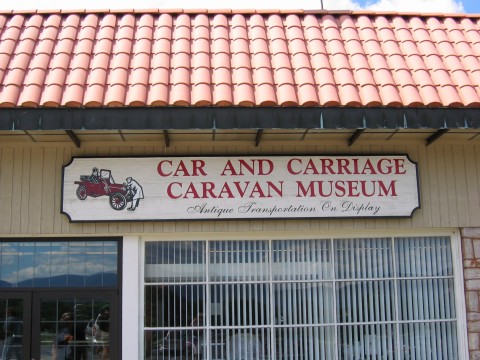 CAR AND CARRIAGE
CARAVAN MUSEUM
Antique Transportation On Display